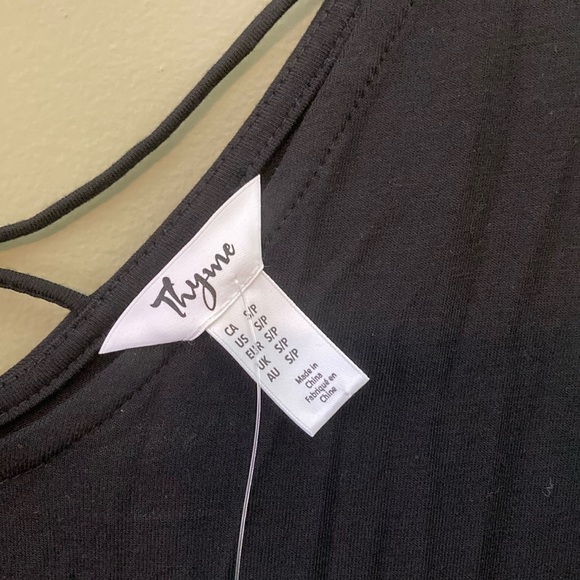 Thyme
CA S/P
US S/P
EUR S/P
UK S/P
AU S/P
Made in
China
Fabriqué en
Chine